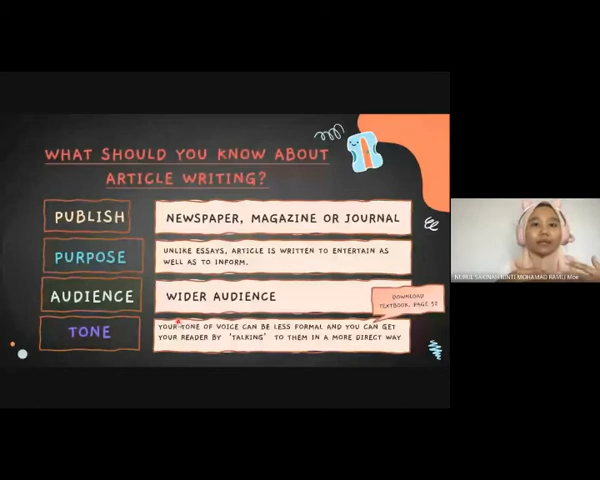 WHAT SHOULD YOU KNOW ABOUT
ARTICLE WRITING?
PUBLISH
NEWSPAPER, MAGAZINE OR JOURNAL
PURPOSE
UNLIKE ESSAYS, ARTICLE IS WRITTEN TO ENTERTAIN AS
WELL AS TO INFORM.
AUDIENCE
WIDER AUDIENCE
DOWNLOAD
TEXTBOOK, PAGE
TONE
YOUR TONE OF VOICE CAN BE LESS FORMAL AND YOU CAN GET
YOUR READER BY 'TALKING' TO THEM IN A MORE DIRECT WAY
NURUL SAKINAH BINTI MOHAMAD RAMLI Moe